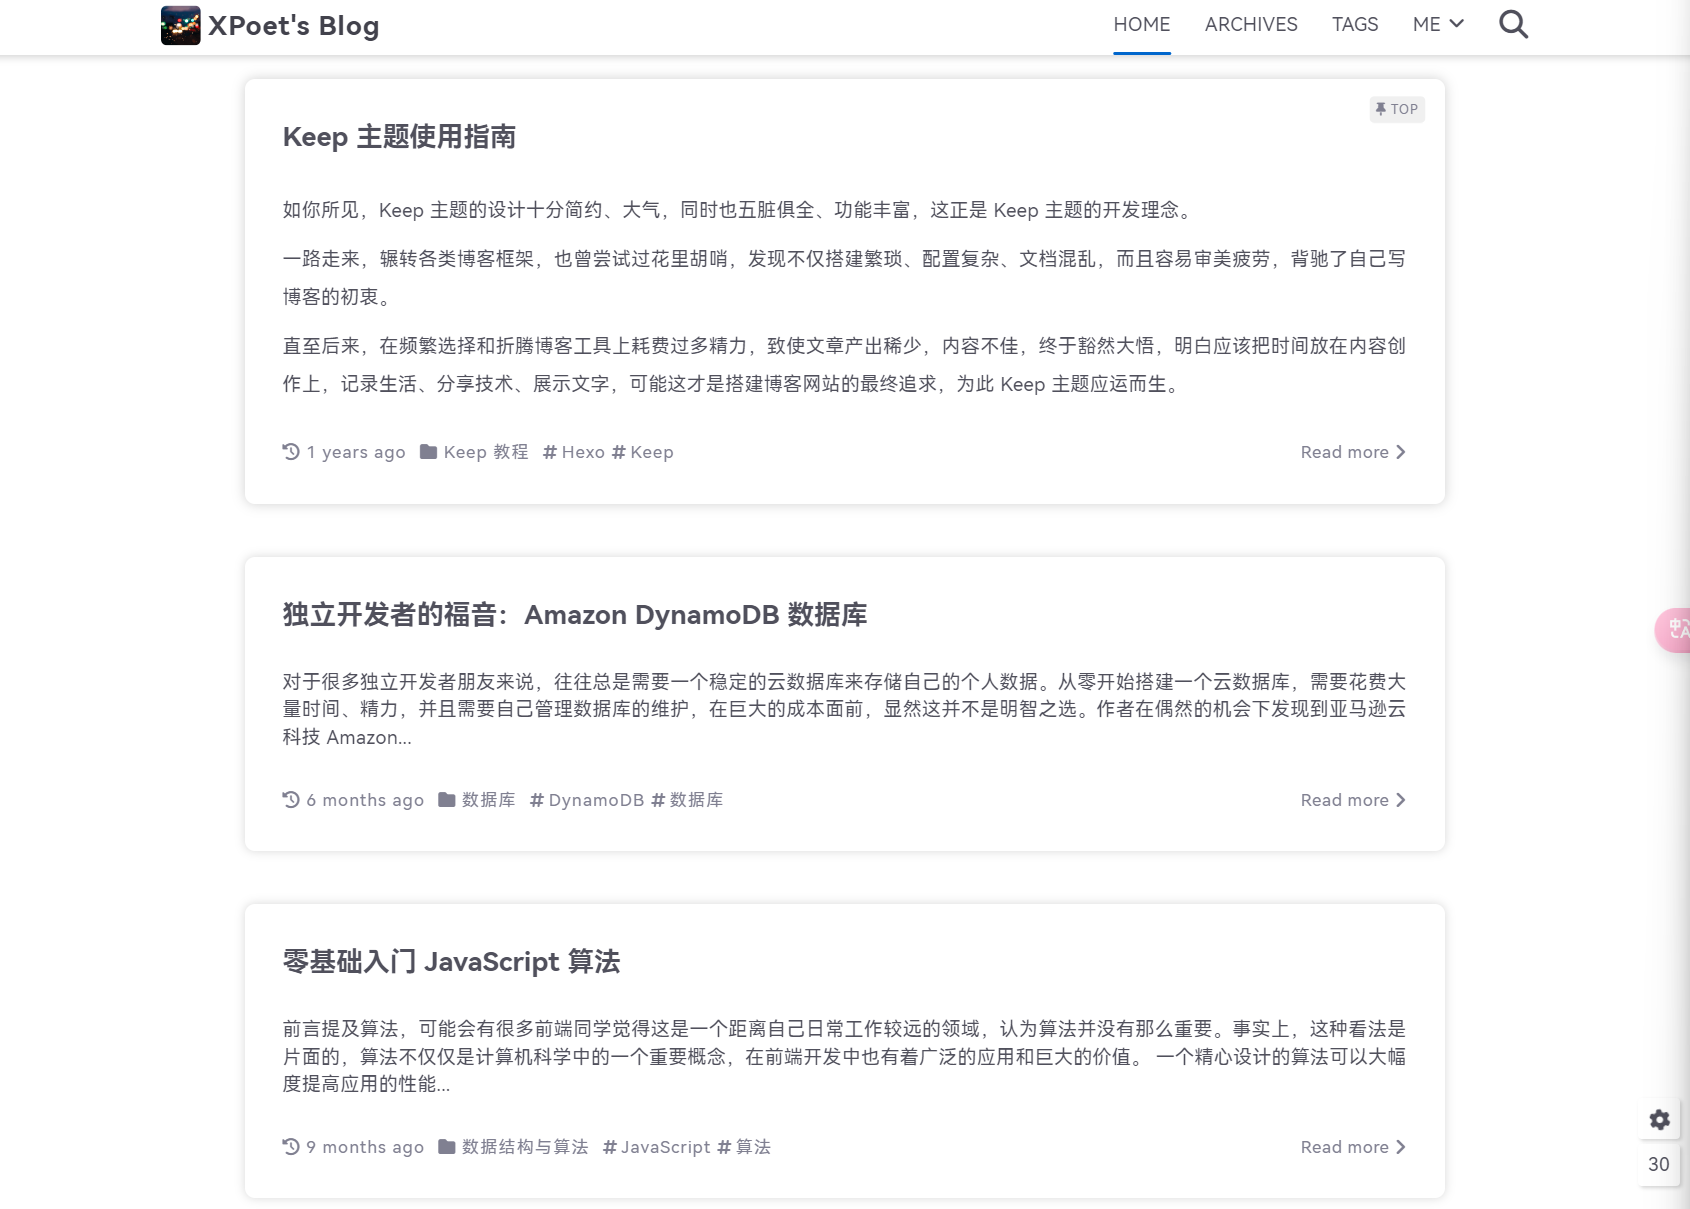 XPoet's Blog
HOME ARCHIVES TAGS ME
TOP
Keep 主题使用指南
如你所见，Keep 主题的设计十分简约、大气，同时也五脏俱全、功能丰富，这正是 Keep 主题的开发理念。
一路走来，辗转各类博客框架，也曾尝试过花里胡哨，发现不仅搭建繁琐、配置复杂、文档混乱，而且容易审美疲劳，背驰了自己写
博客的初衷。
直至后来，在频繁选择和折腾博客工具上耗费过多精力，致使文章产出稀少，内容不佳，终于豁然大悟，明白应该把时间放在内容创
作上，记录生活、分享技术、展示文字，可能这才是搭建博客网站的最终追求，为此 Keep 主题应运而生。
1 years ago Keep 教程 # Hexo # Keep Read more
独立开发者的福音：Amazon DynamoDB 数据库
对于很多独立开发者朋友来说，往往总是需要一个稳定的云数据库来存储自己的个人数据。从零开始搭建一个云数据库，需要花费大
量时间、精力，并且需要自己管理数据库的维护，在巨大的成本面前，显然这并不是明智之选。作者在偶然的机会下发现到亚马逊云
科技 Amazon...
6 months ago 数据库 # DynamoDB # 数据库 Read more
零基础入门 JavaScript 算法
前言提及算法，可能会有很多前端同学觉得这是一个距离自己日常工作较远的领域，认为算法并没有那么重要。事实上，这种看法是
片面的，算法不仅仅是计算机科学中的一个重要概念，在前端开发中也有着广泛的应用和巨大的价值。 一个精心设计的算法可以大幅
度提高应用的性能...
9 months ago 数据结构与算法 # JavaScript # 算法 Read more
30